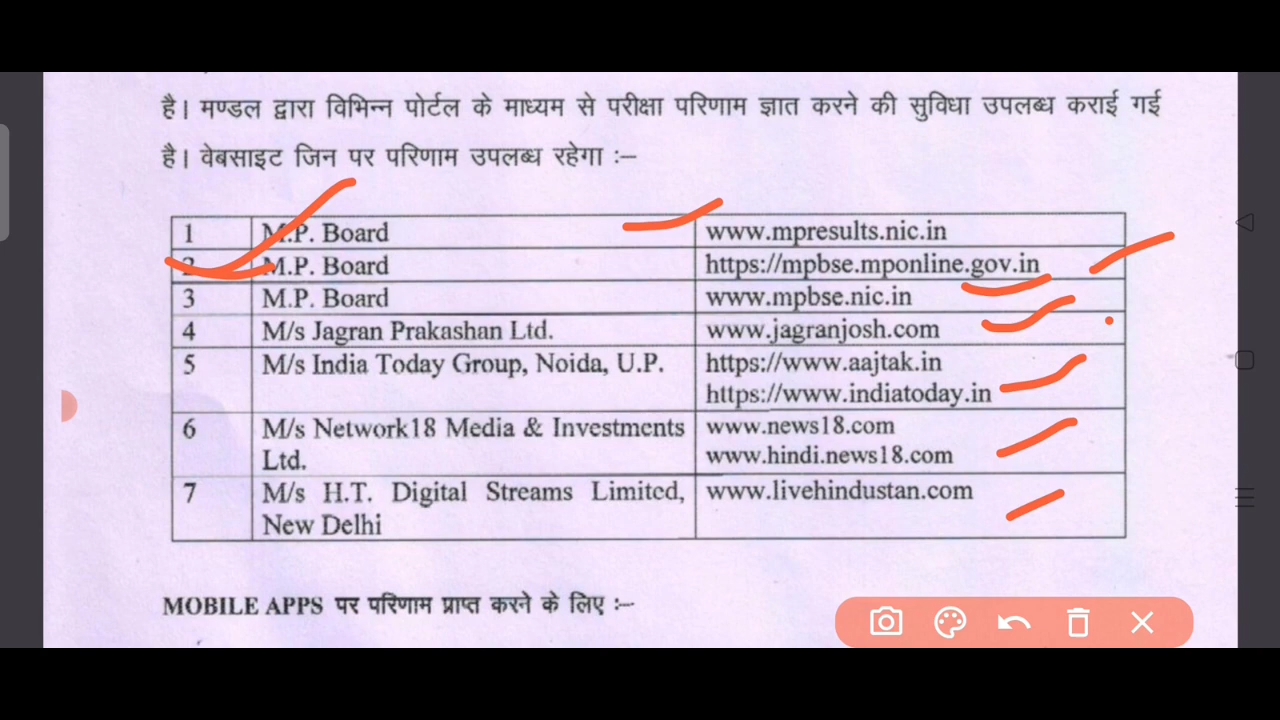 है। मण्डल द्वारा विभिन्न पोर्टल के माध्यम से परीक्षा परिणाम ज्ञात करने की सुविधा उपलब्ध कराई गई
है। वेबसाइट जिन पर परिणाम उपलब्ध रहेगा :–
1 M.P. Board www.mpresults.nic.in
2 M.P. Board https://mpbse.mponline.gov.in
3 M.P. Board www.mpbse.nic.in
4 M/s Jagran Prakashan Ltd. www.jagranjosh.com
5 M/s India Today Group, Noida, U.P. https://www.aajtak.in
https://www.indiatoday.in
6 M/s Network18 Media & Investments www.news18.com
Ltd. www.hindi.news18.com
7 M/s H.T. Digital Streams Limited, www.livehindustan.com
New Delhi
MOBILE APPS पर परिणाम प्राप्त करने के लिए :–